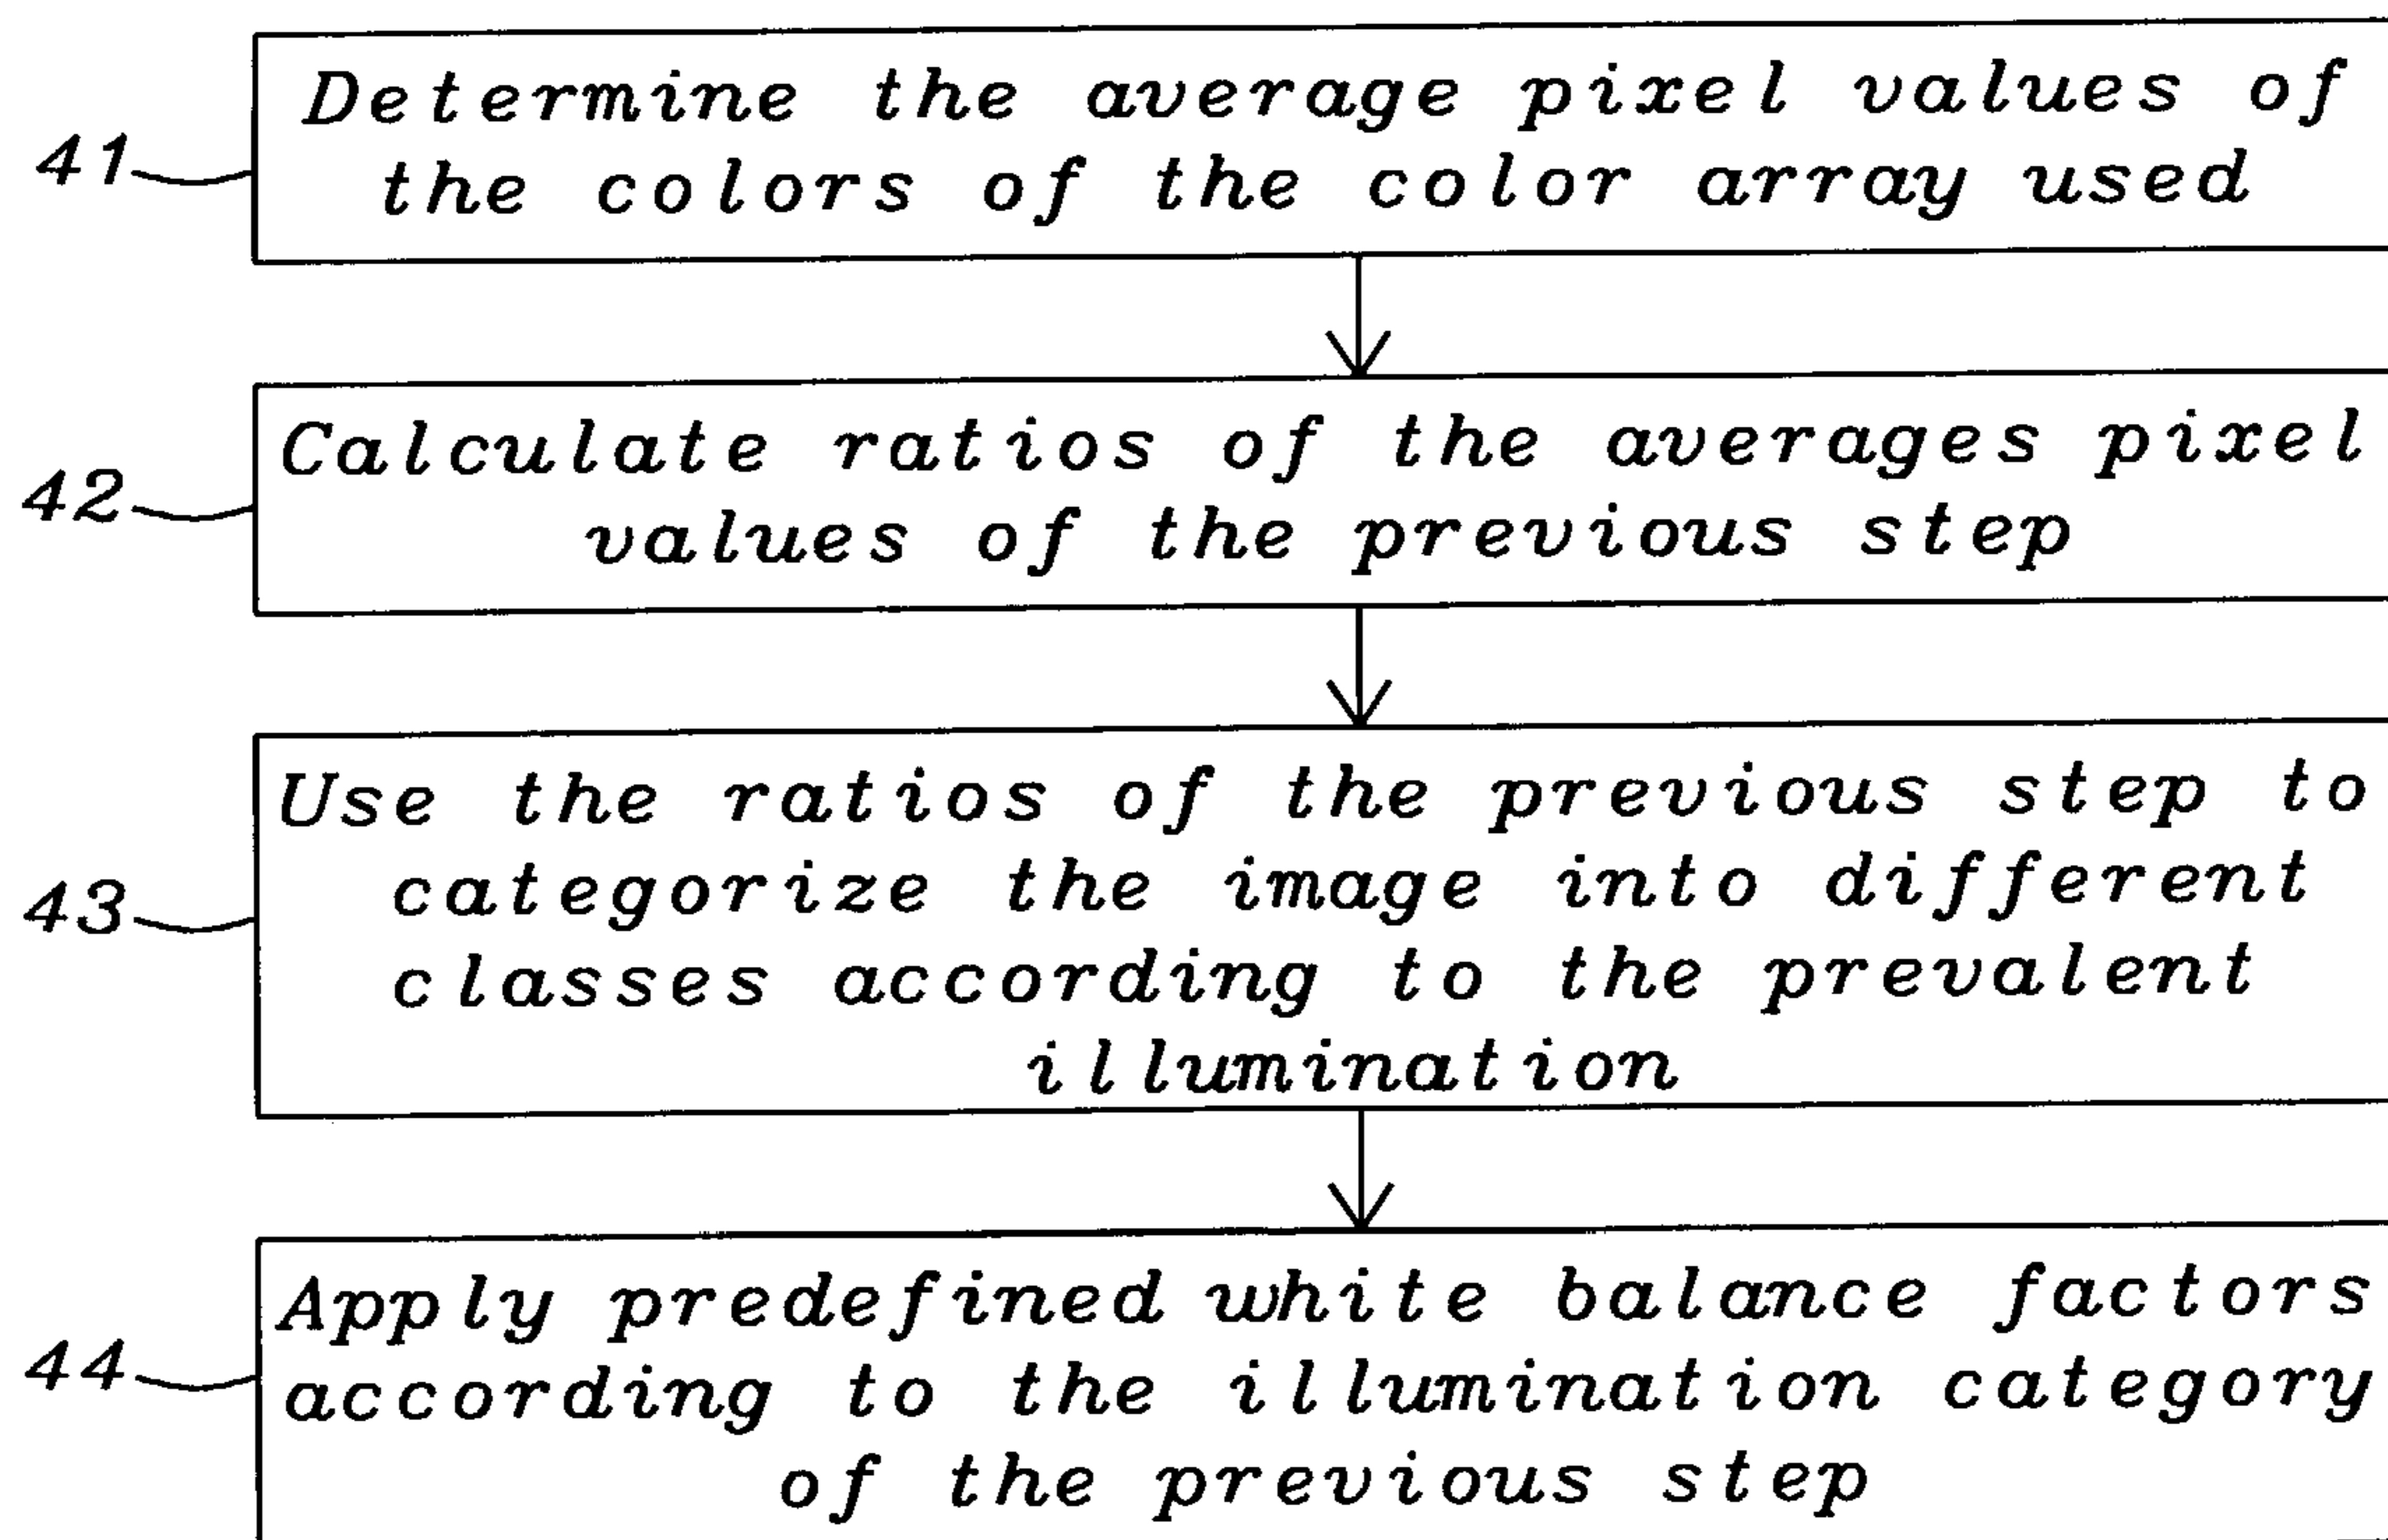 Determine the average pixel values of
41
the colors of the color array used
Calculate ratios of the averages pixel
42
values of the previous step
Use the ratios of the previous step to
categorize the image into different
43
classes according to the prevalent
illumination
Apply predefined white balance factors
44
according to the illumination category
of the previous step